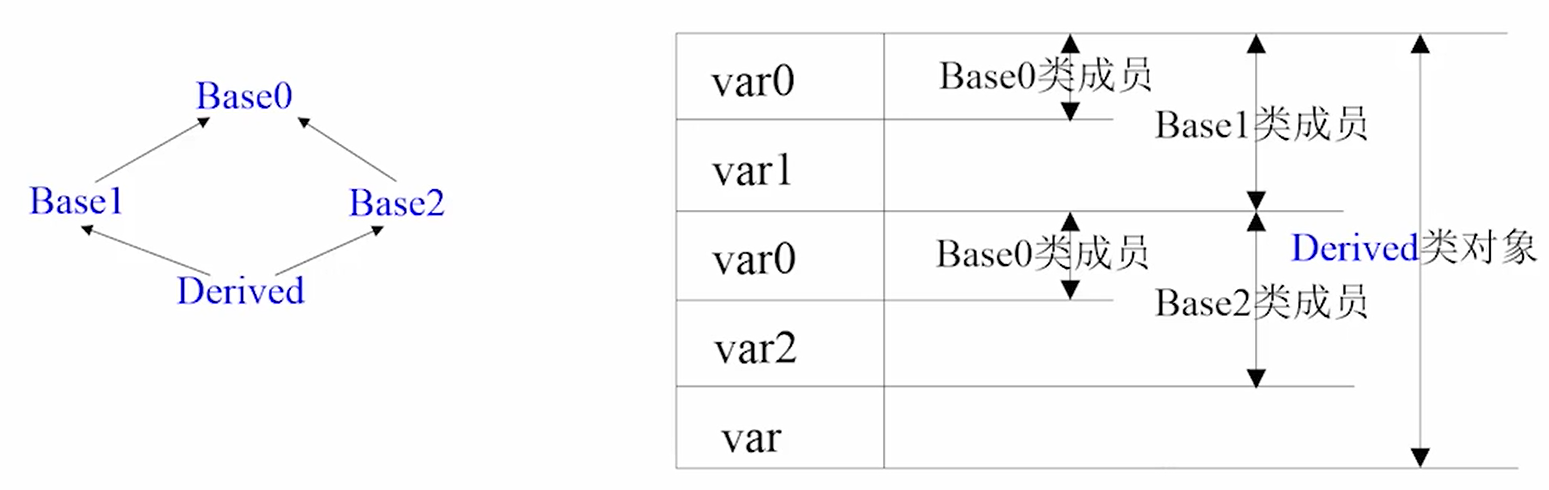 Base0
Base1
Base2
Derived
var0
Base0类成员
Base1类成员
var1
var0
Base0类成员
Derived类对象
Base2类成员
var2
var